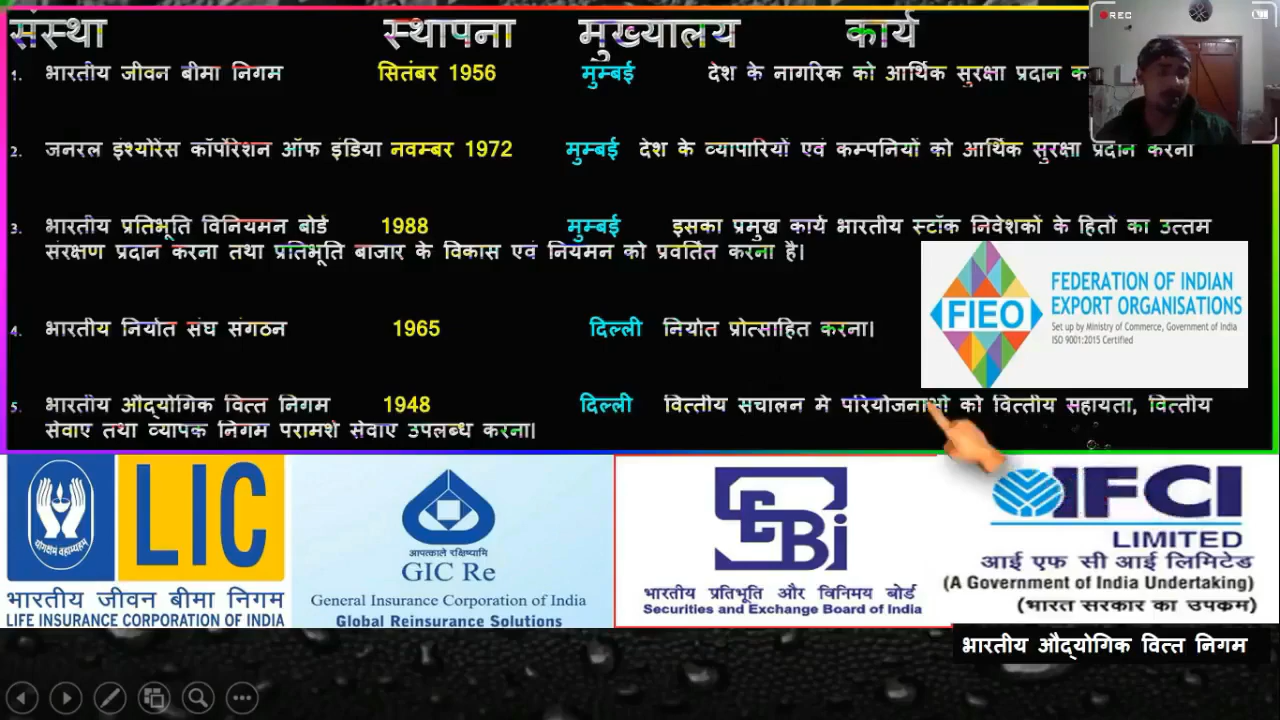 REC
संस्था स्थापना मुख्यालय कार्य
1. भारतीय जीवन बीमा निगम सितंबर 1956 मुम्बई देश के नागरिक को आर्थिक सुरक्षा प्रदान
2. जनरल इंश्योरेंस कॉर्पोरेशन ऑफ इंडिया नवम्बर 1972 मुम्बई देश के व्यापारियों एवं कम्पनियों को आर्थिक सुरक्षा प्रदान करना
3. भारतीय प्रतिभूति विनियमन बोर्ड 1988 मुम्बई इसका प्रमुख कार्य भारतीय स्टॉक निवेशकों के हितों का उत्तम
संरक्षण प्रदान करना तथा प्रतिभूति बाजार के विकास एवं नियमन को प्रवर्तित करना है।
4. भारतीय निर्यात संघ संगठन 1965 दिल्ली निर्यात प्रोत्साहित करना।
FIEO
FEDERATION OF INDIAN
EXPORT ORGANISATIONS
Set up by Ministry of Commerce, Government of India
ISO 9001:2015 Certified
5. भारतीय औद्योगिक वित्त निगम 1948 दिल्ली वित्तीय संचालन में परियोजनाओं को वित्तीय सहायता, वित्तीय
सेवाएं तथा व्यापक निगम परामर्श सेवाएं उपलब्ध करना।
योगक्षेमं वहाम्यहम्
LIC
भारतीय जीवन बीमा निगम
LIFE INSURANCE CORPORATION OF INDIA
आपत्काले रक्षिष्यामि
GIC Re
General Insurance Corporation of India
Global Reinsurance Solutions
SEBI
भारतीय प्रतिभूति और विनिमय बोर्ड
Securities and Exchange Board of India
IFCI
LIMITED
आई एफ सी आई लिमिटेड
(A Government of India Undertaking)
(भारत सरकार का उपक्रम)
भारतीय औद्योगिक वित्त निगम